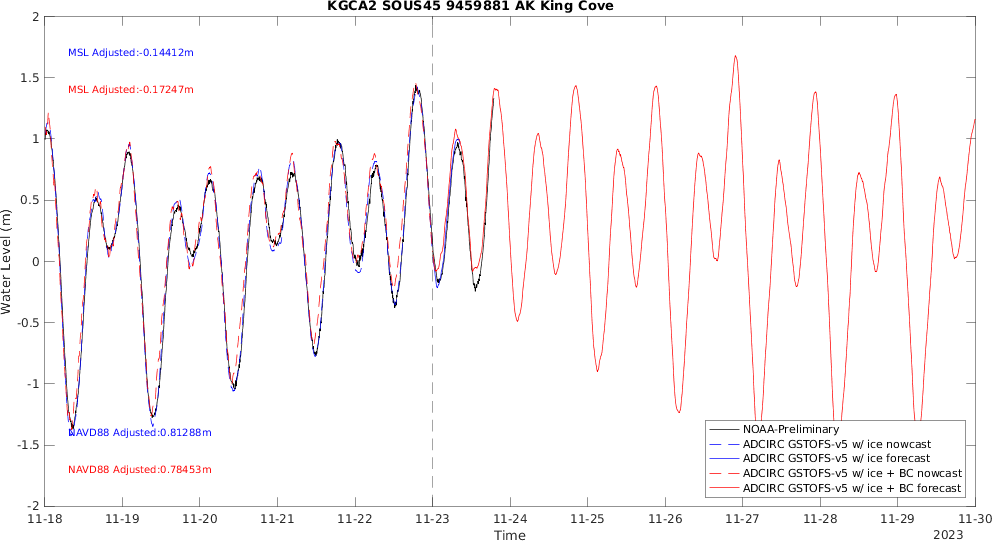 KGCA2 SOUS45 9459881 AK King Cove
2
1.5
1
0.5
0
-0.5
-1
-1.5
-2
Water Level (m)
MSL Adjusted:-0.14412m
MSL Adjusted:-0.17247m
NAVD88 Adjusted:0.81288m
NAVD88 Adjusted:0.78453m
NOAA-Preliminary
ADCIRC GSTOFS-v5 w/ ice nowcast
ADCIRC GSTOFS-v5 w/ ice forecast
ADCIRC GSTOFS-v5 w/ ice + BC nowcast
ADCIRC GSTOFS-v5 w/ ice + BC forecast
11-18 11-19 11-20 11-21 11-22 11-23 11-24 11-25 11-26 11-27 11-28 11-29 11-30
Time
2023